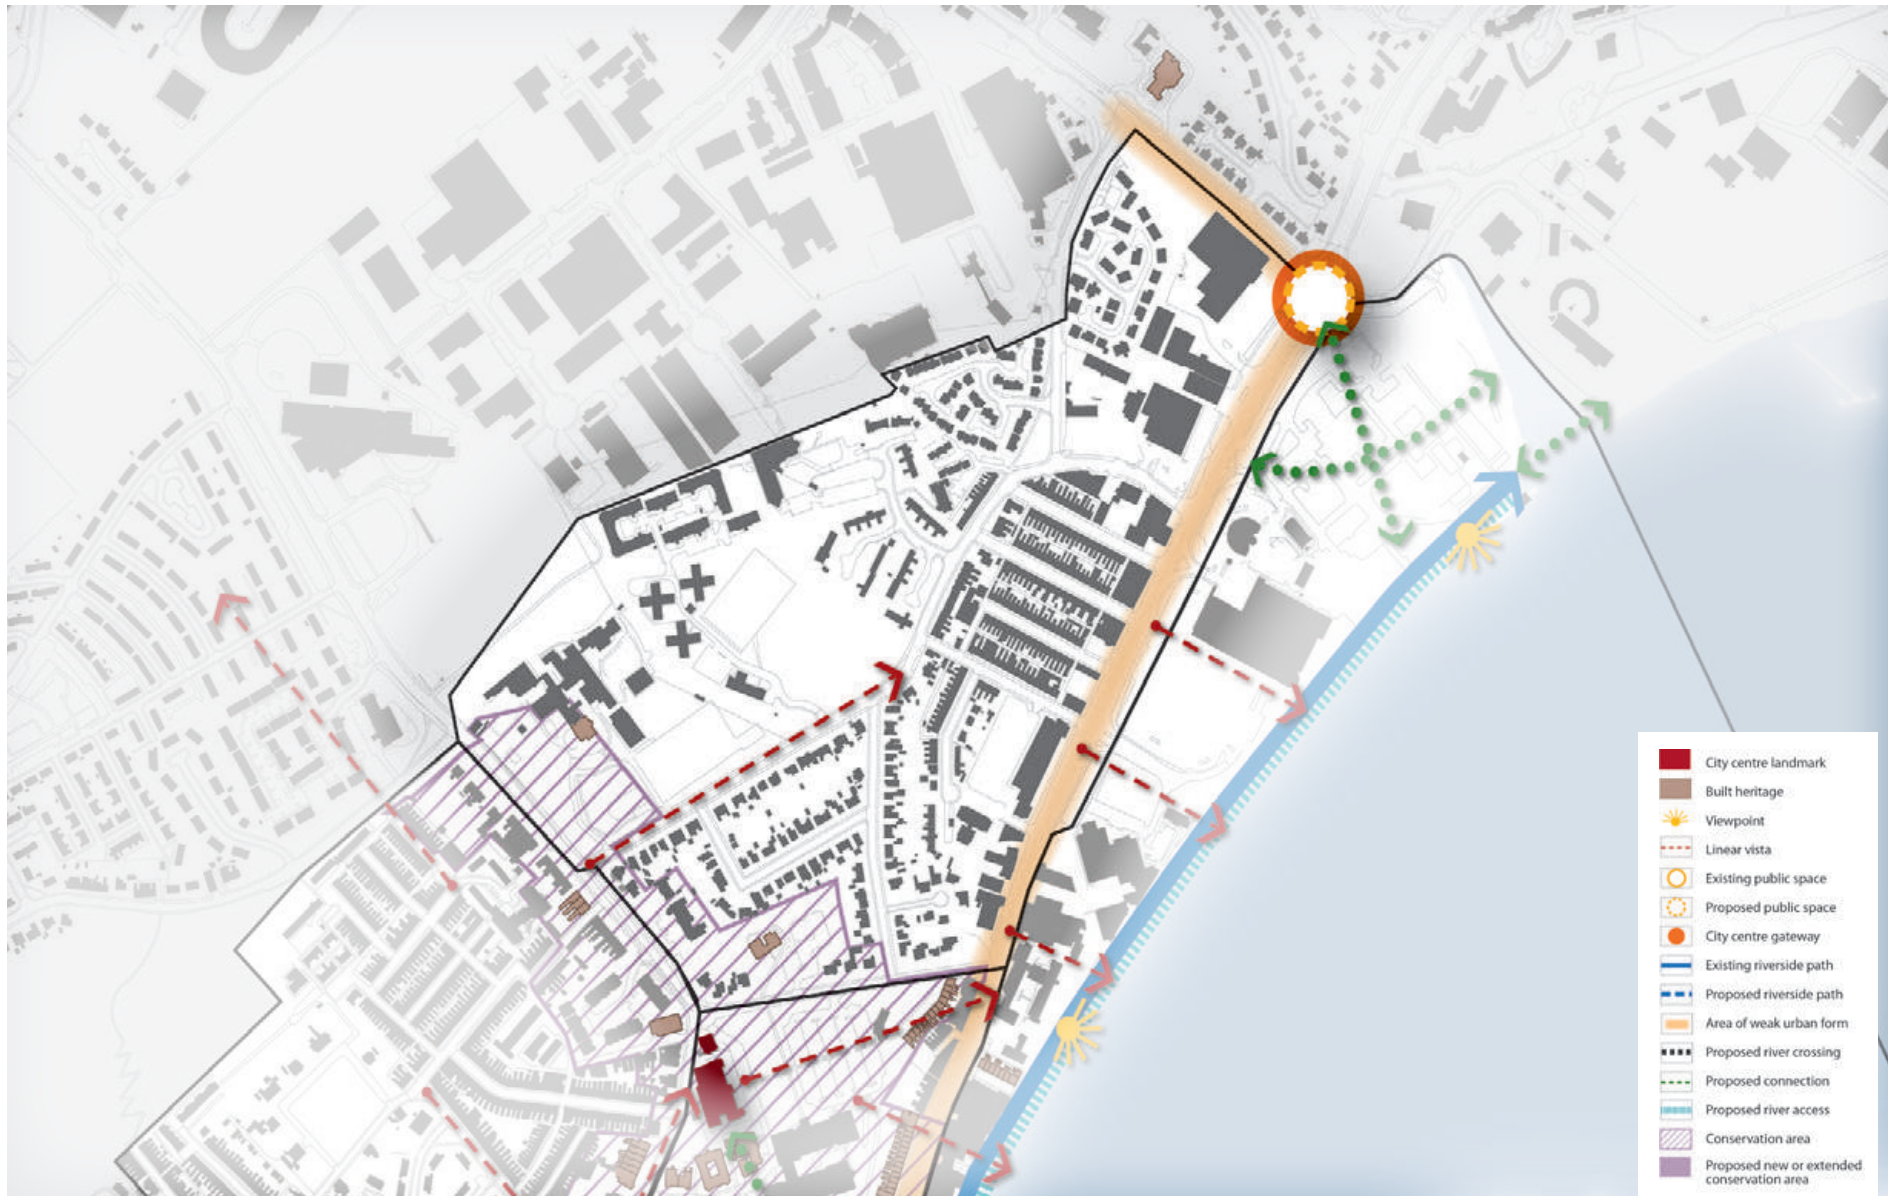 City centre landmark
Built heritage
Viewpoint
Linear vista
Existing public space
Proposed public space
City centre gateway
Existing riverside path
Proposed riverside path
Area of weak urban form
Proposed river crossing
Proposed connection
Proposed river access
Conservation area
Proposed new or extended
conservation area